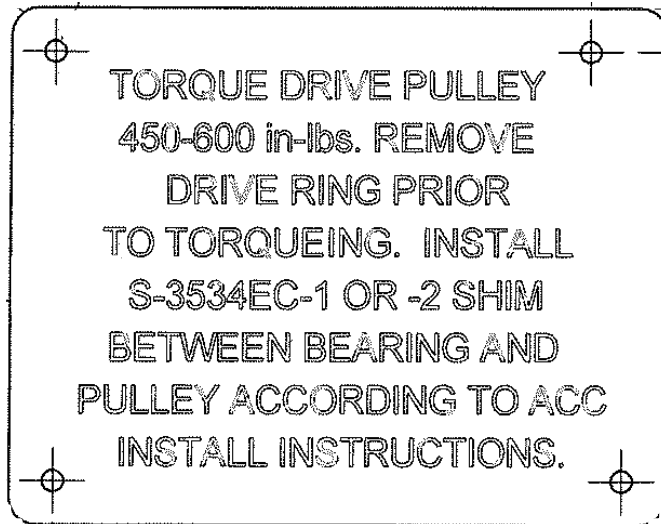 TORQUE DRIVE PULLEY
450-600 in-lbs. REMOVE
DRIVE RING PRIOR
TO TORQUEING. INSTALL
S-3534EC-1 OR -2 SHIM
BETWEEN BEARING AND
PULLEY ACCORDING TO ACC
INSTALL INSTRUCTIONS.